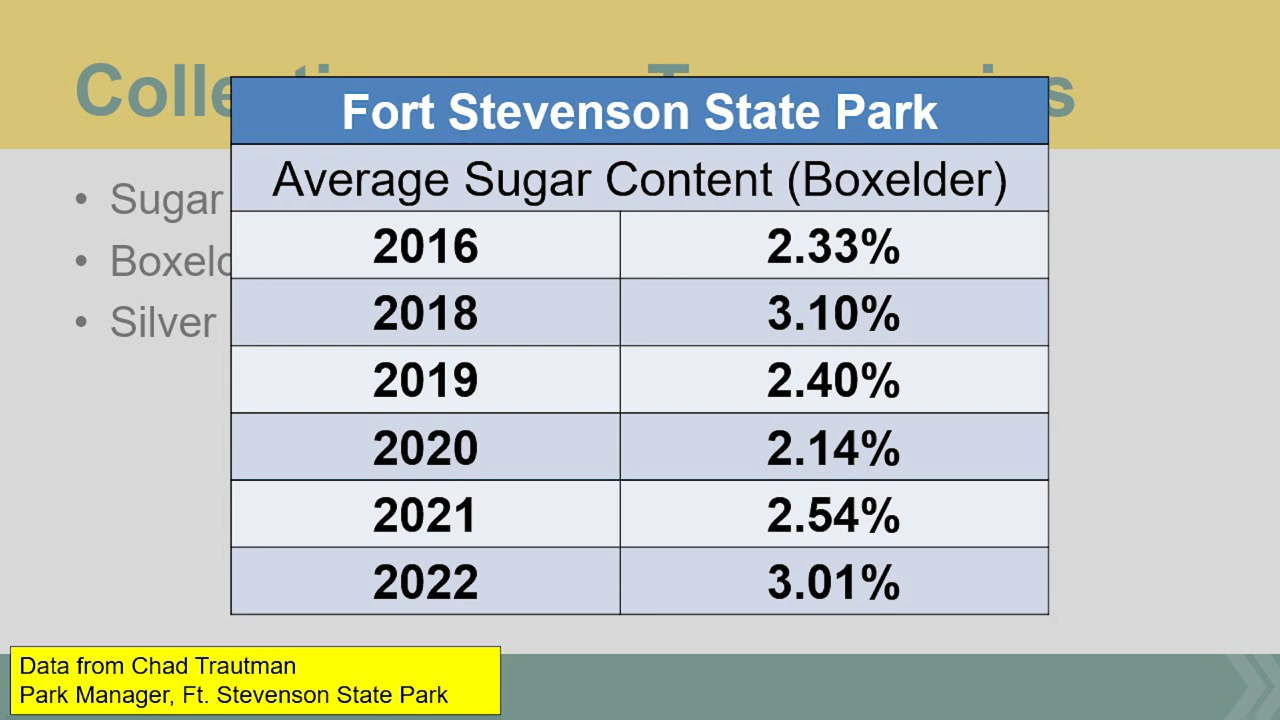 Fort Stevenson State Park
Average Sugar Content (Boxelder)
2016 2.33%
2018 3.10%
2019 2.40%
2020 2.14%
2021 2.54%
2022 3.01%
Sugar
Silver
Data from Chad Trautman
Park Manager, Ft. Stevenson State Park